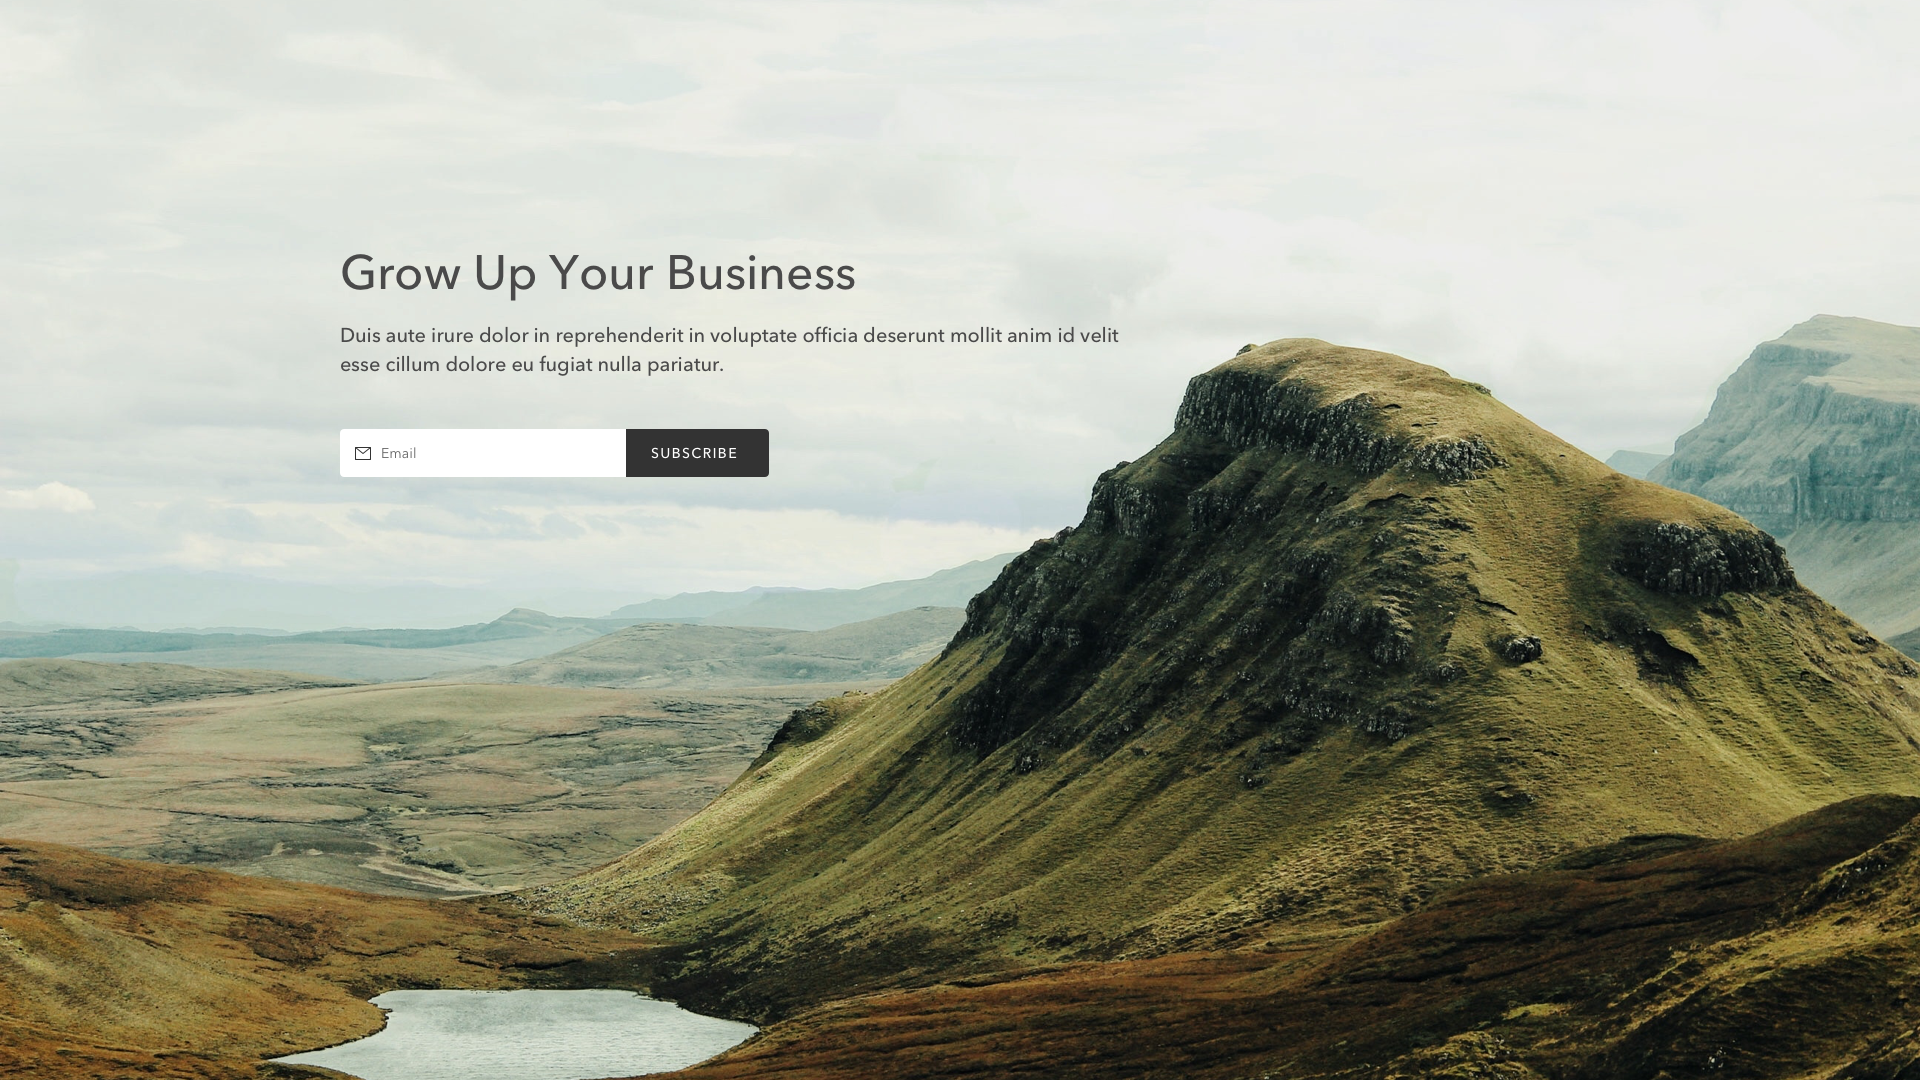 Grow Up Your Business
Duis aute irure dolor in reprehenderit in voluptate officia deserunt mollit anim id velit
esse cillum dolore eu fugiat nulla pariatur.
Email
SUBSCRIBE